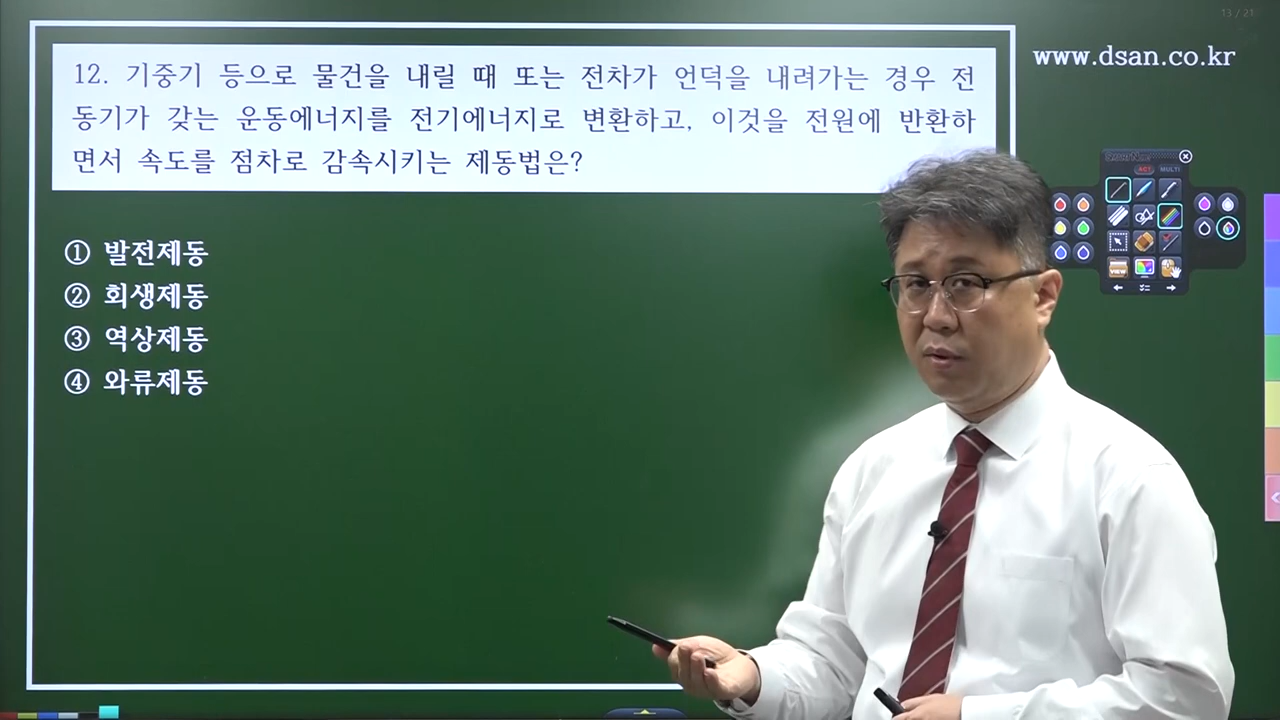 13 / 21
www.dsan.co.kr
12. 기중기 등으로 물건을 내릴 때 또는 전차가 언덕을 내려가는 경우 전
동기가 갖는 운동에너지를 전기에너지로 변환하고, 이것을 전원에 반환하
면서 속도를 점차로 감속시키는 제동법은?
① 발전제동
② 회생제동
③ 역상제동
④ 와류제동
MULTI
VIEW